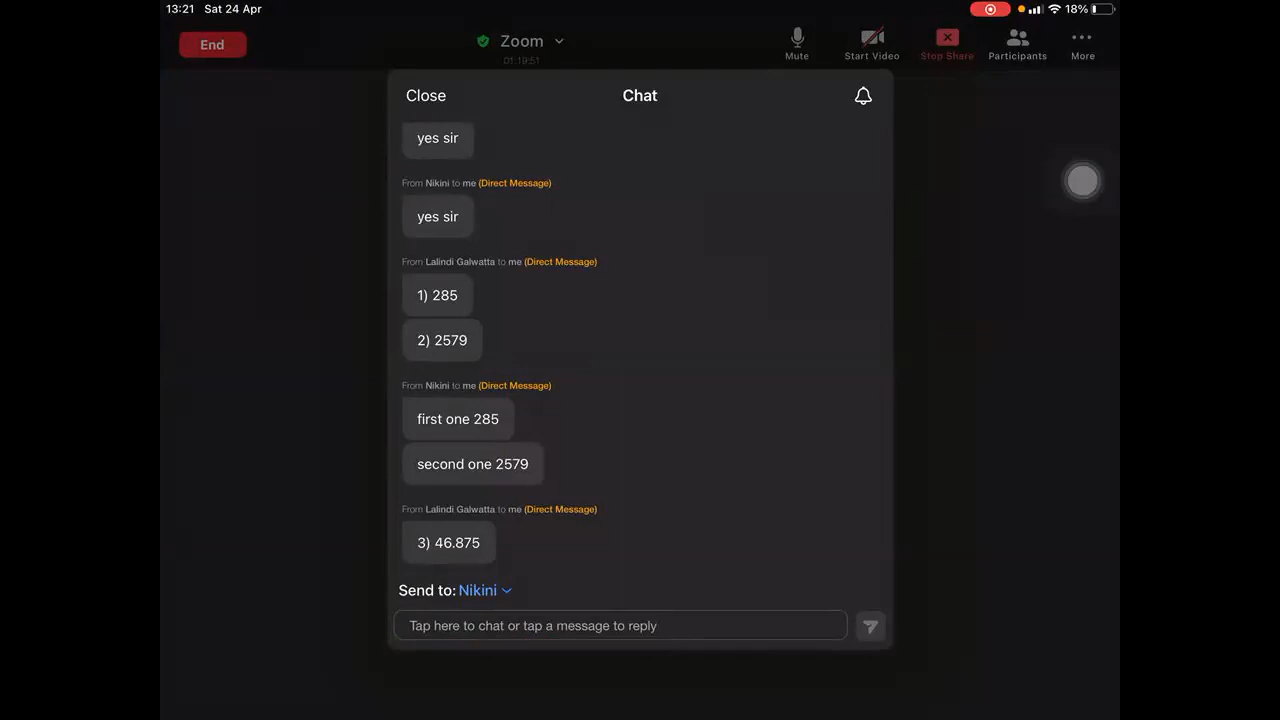 13:21 Sat 24 Apr 18%
End Zoom Mute Start Video Stop Share Participants More
01:19:51
Close Chat
yes sir
From Nikini to me (Direct Message)
yes sir
From Lalindi Galwatta to me (Direct Message)
1) 285
2) 2579
From Nikini to me (Direct Message)
first one 285
second one 2579
From Lalindi Galwatta to me (Direct Message)
3) 46.875
Send to: Nikini
Tap here to chat or tap a message to reply